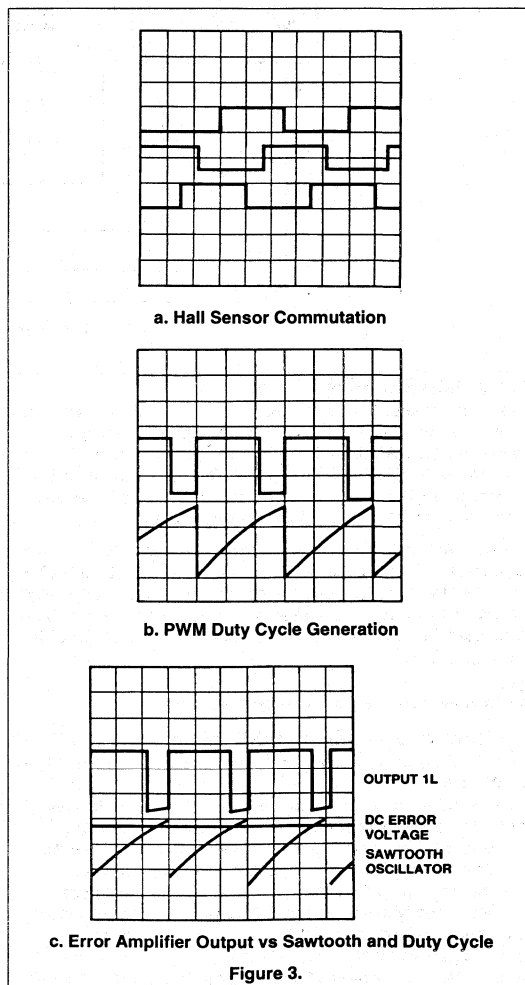 a. Hall Sensor Commutation
b. PWM Duty Cycle Generation
OUTPUT 1L
DC ERROR
VOLTAGE
SAWTOOTH
OSCILLATOR
c. Error Amplifier Output vs Sawtooth and Duty Cycle
Figure 3.